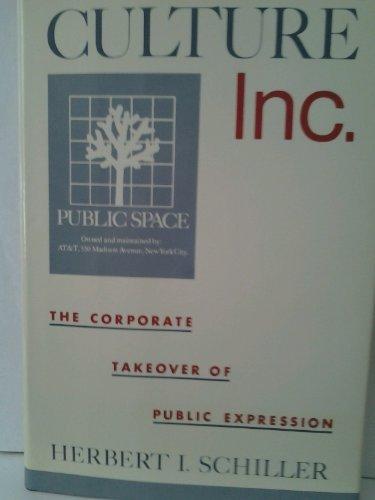 CULTURE
Inc.
PUBLIC SPACE
Owned and maintained by:
AT&T, 550 Madison Avenue, New York City.
THE CORPORATE
TAKEOVER OF
PUBLIC EXPRESSION
HERBERT I. SCHILLER